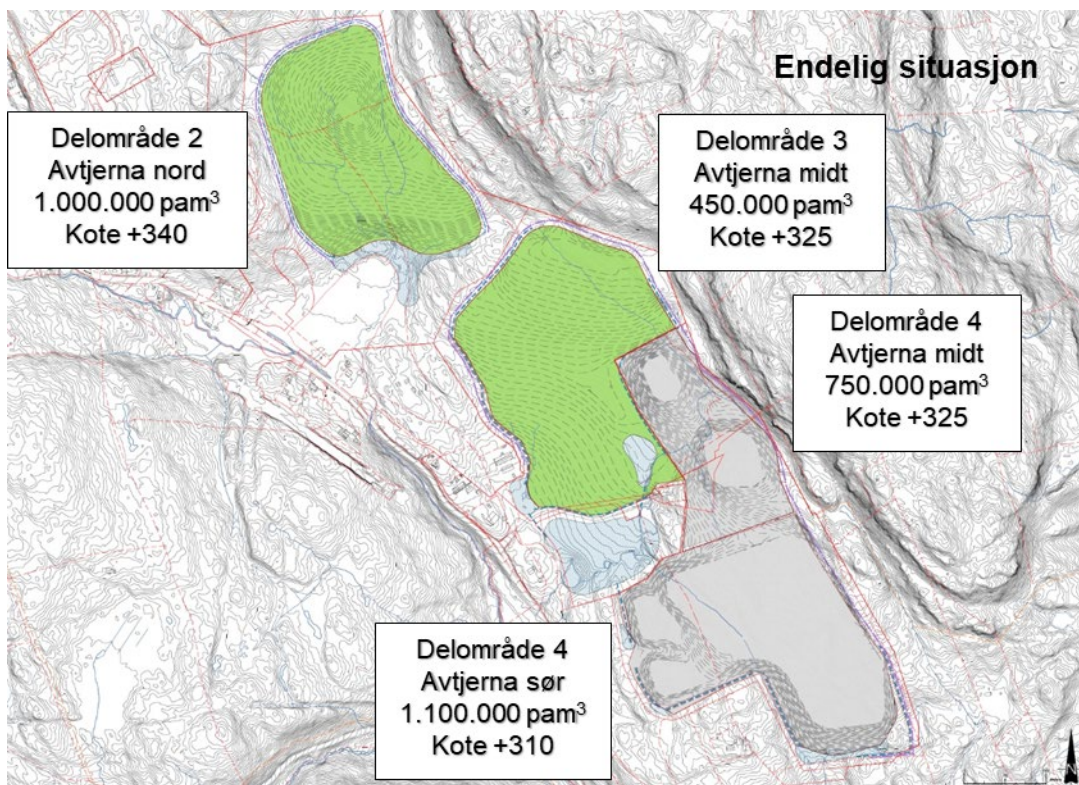 Endelig situasjon
Delområde 2
Avtjerna nord
1.000.000 pam³
Kote +340
Delområde 3
Avtjerna midt
450.000 pam³
Kote +325
Delområde 4
Avtjerna midt
750.000 pam³
Kote +325
Delområde 4
Avtjerna sør
1.100.000 pam³
Kote +310
N